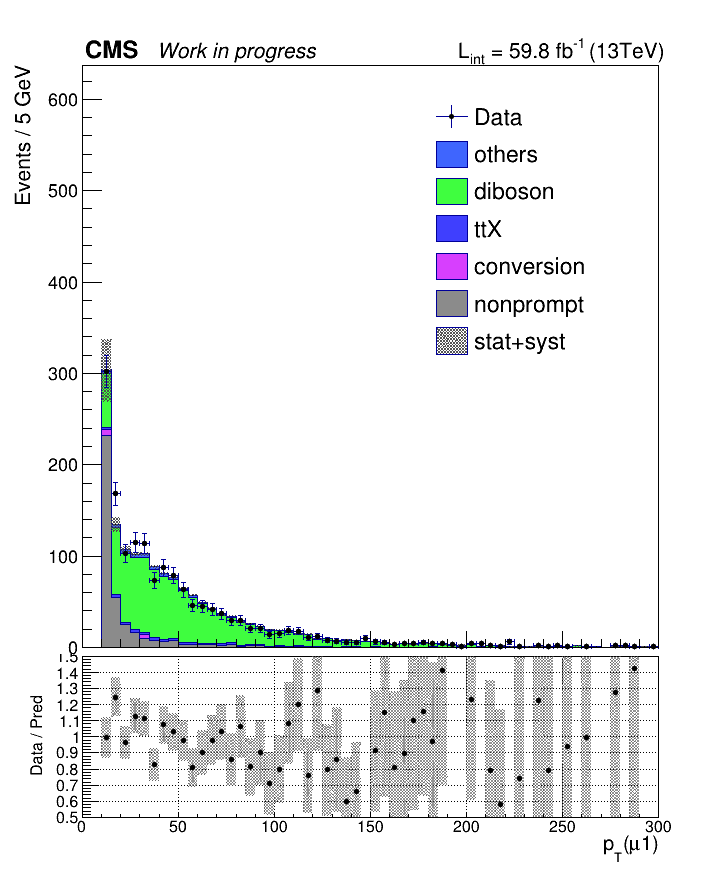 CMS Work in progress L_int = 59.8 fb^-1 (13TeV)
Events / 5 GeV
600
500
400
300
200
100
0
Data
others
diboson
ttX
conversion
nonprompt
stat+syst
Data / Pred
1.5
1.4
1.3
1.2
1.1
1
0.9
0.8
0.7
0.6
0.5
0 50 100 150 200 250 300
p_T(μ1)